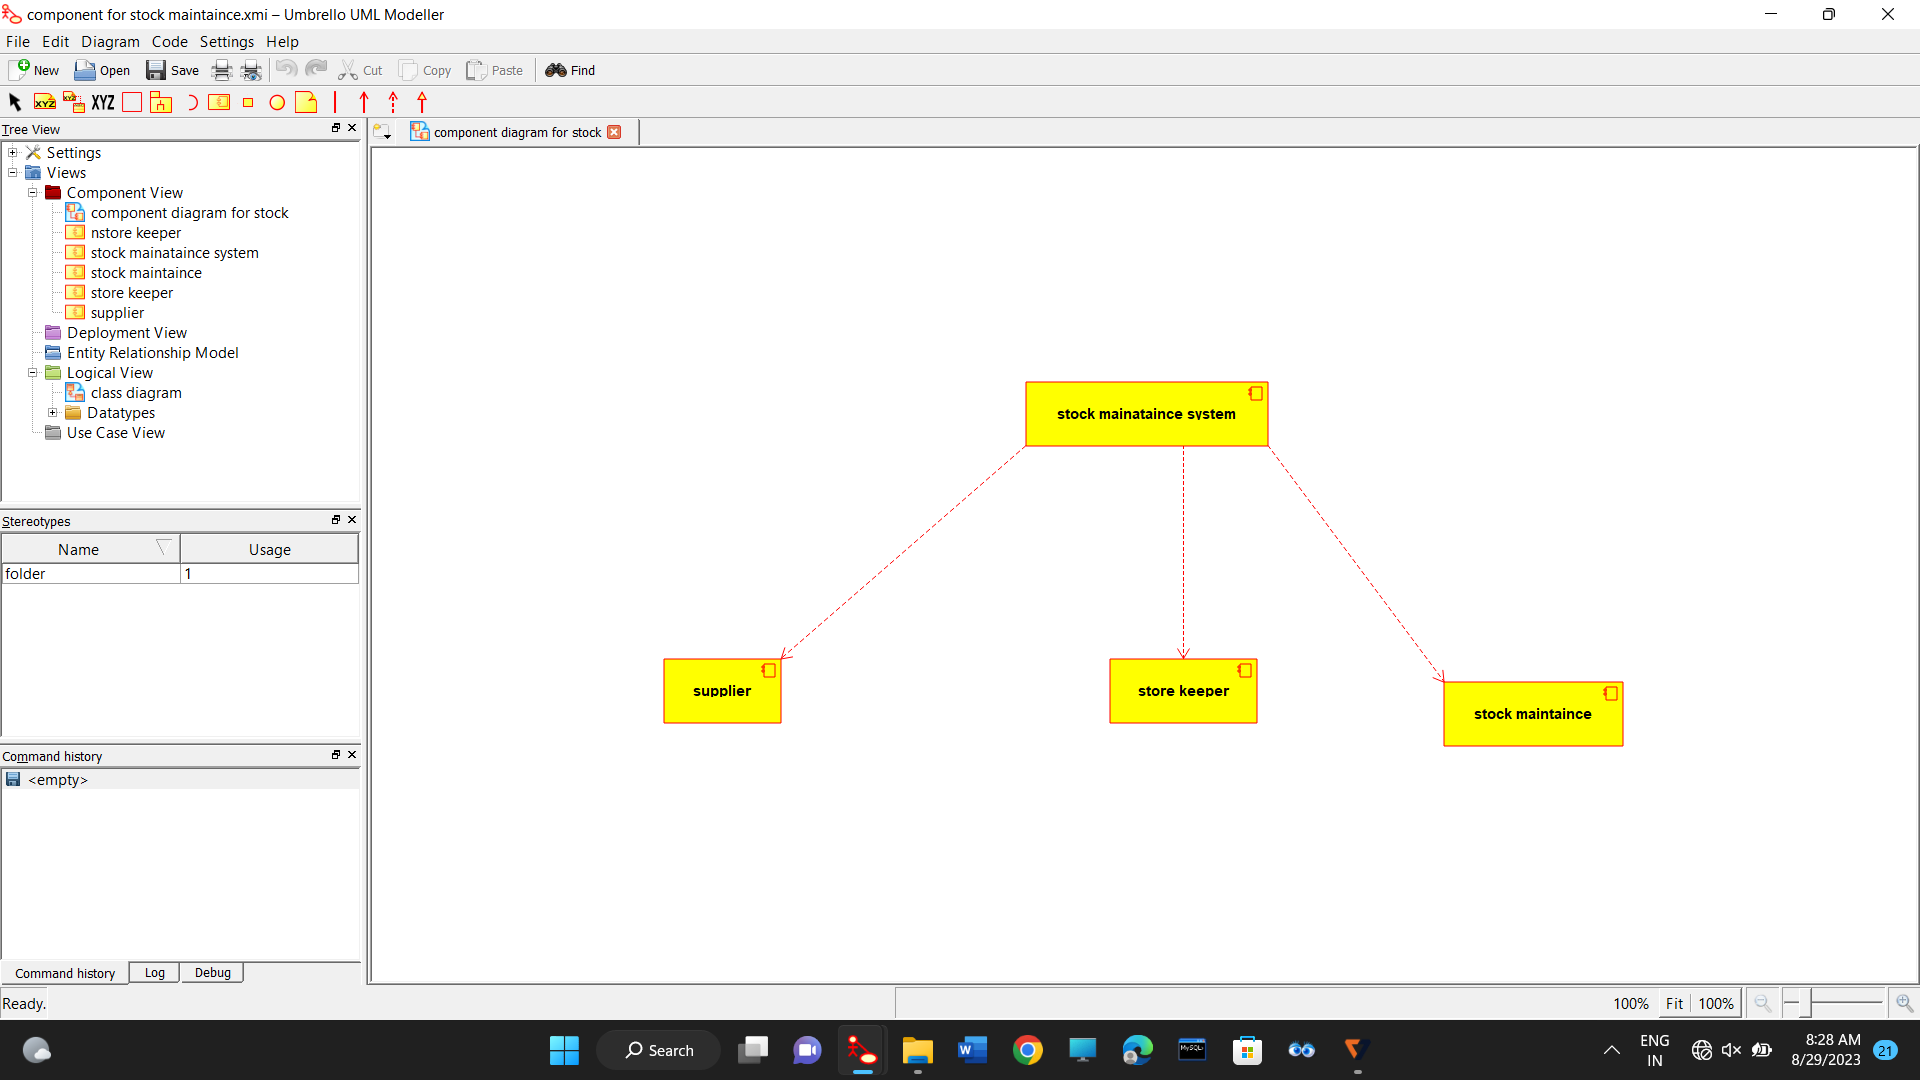 component for stock maintaince.xmi – Umbrello UML Modeller
File Edit Diagram Code Settings Help
New Open Save Cut Copy Paste Find
XYZ XYZ XYZ
Tree View
component diagram for stock
Settings
Views
Component View
component diagram for stock
nstore keeper
stock mainataince system
stock maintaince
store keeper
supplier
Deployment View
Entity Relationship Model
Logical View
class diagram
Datatypes
Use Case View
stock mainataince system
supplier
store keeper
stock maintaince
Stereotypes
Name Usage
folder 1
Command history
<empty>
Command history Log Debug
Ready.
100% Fit 100%
Search
W
MySQL
ENG
IN
8:28 AM
8/29/2023
21